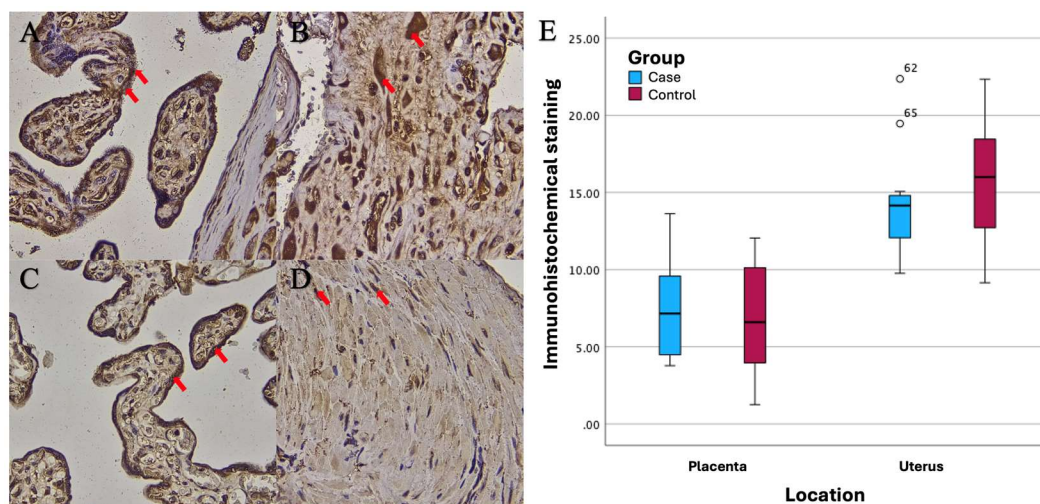 A
B
C
D
E
Immunohistochemical staining
25.00
20.00
15.00
10.00
5.00
.00
Group
Case
Control
62
65
Placenta
Uterus
Location